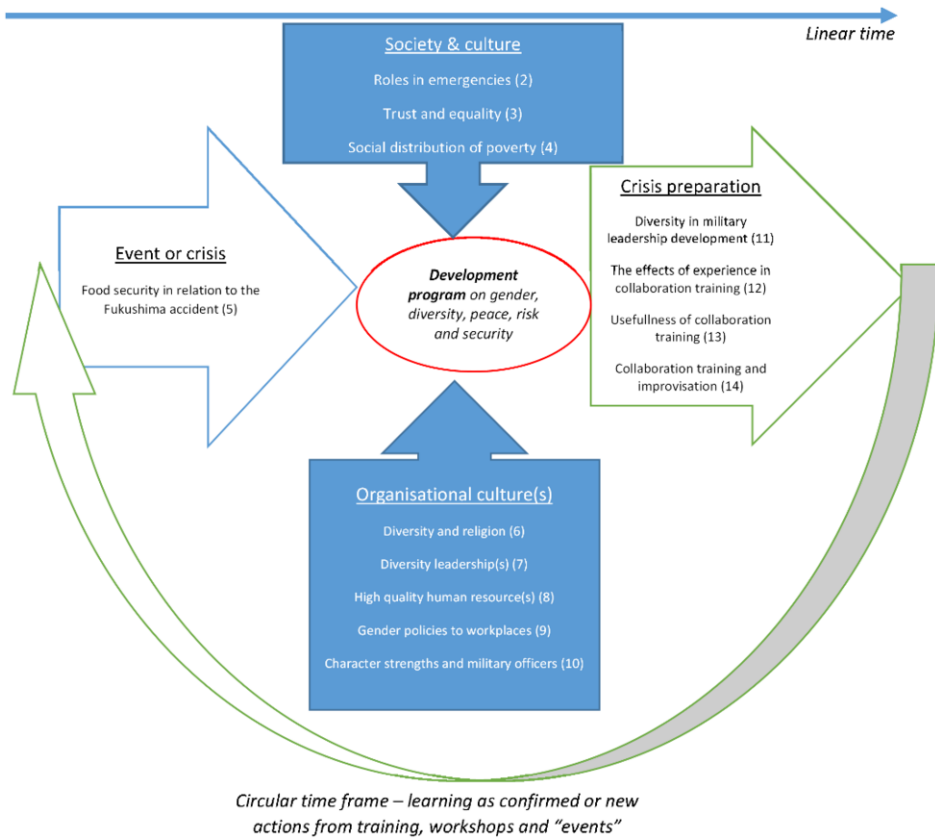 Linear time
Society & culture
Roles in emergencies (2)
Trust and equality (3)
Social distribution of poverty (4)
Event or crisis
Food security in relation to the
Fukushima accident (5)
Development
program on gender,
diversity, peace, risk
and security
Crisis preparation
Diversity in military
leadership development (11)
The effects of experience in
collaboration training (12)
Usefullness of collaboration
training (13)
Collaboration training and
improvisation (14)
Organisational culture(s)
Diversity and religion (6)
Diversity leadership(s) (7)
High quality human resource(s) (8)
Gender policies to workplaces (9)
Character strengths and military officers (10)
Circular time frame – learning as confirmed or new
actions from training, workshops and “events”